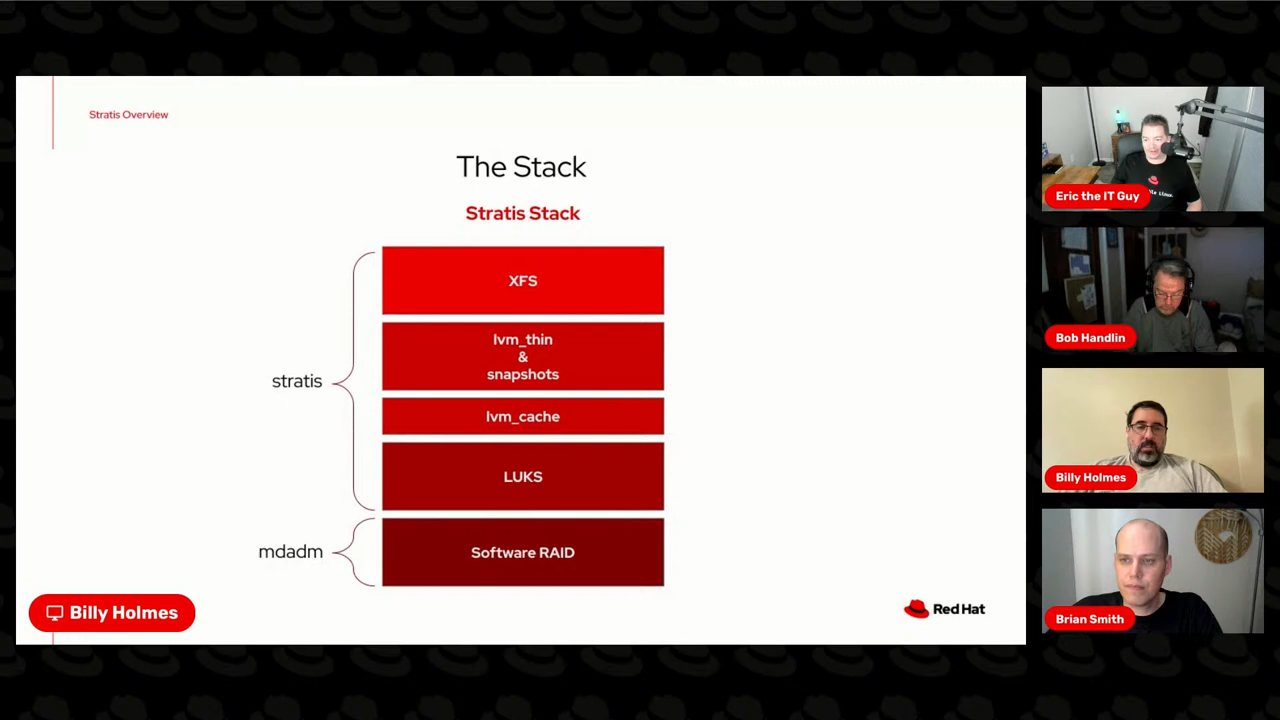 Stratis Overview
The Stack
Stratis Stack
XFS
lvm_thin
&
snapshots
lvm_cache
LUKS
Software RAID
stratis
mdadm
Billy Holmes
Red Hat
Eric the IT Guy
Bob Handlin
Billy Holmes
Brian Smith